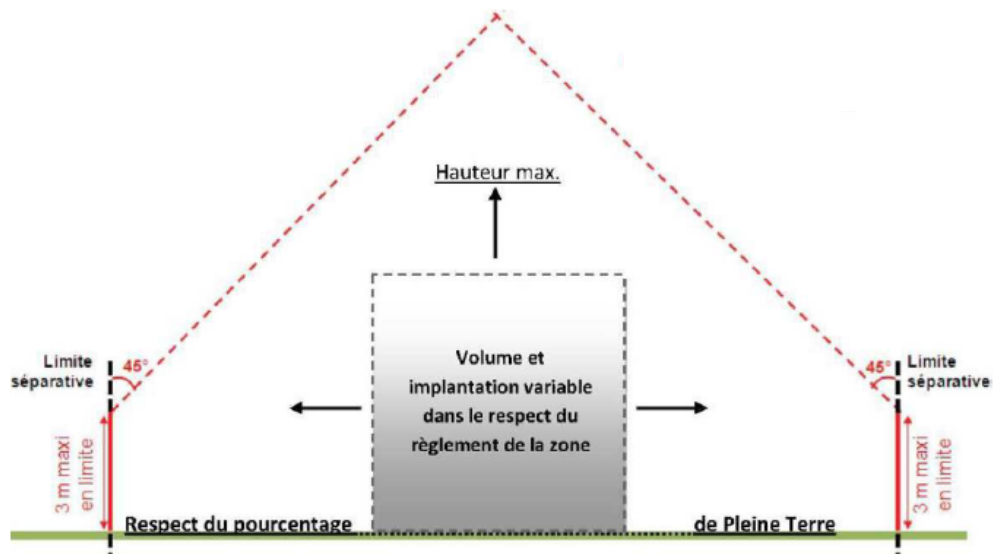 Hauteur max.
Limite
séparative
45°
45°
Limite
séparative
Volume et
implantation variable
dans le respect du
règlement de la zone
3 m maxi
en limite
3 m maxi
en limite
Respect du pourcentage
de Pleine Terre